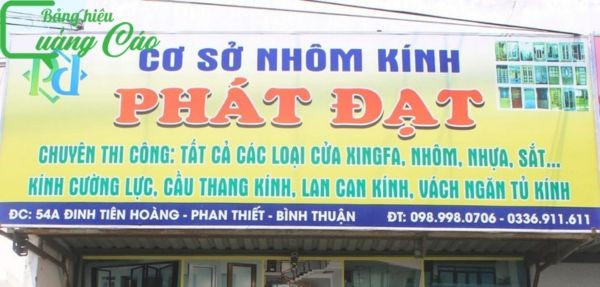 Bảng hiệu
Quảng Cáo
Pd
CƠ SỞ NHÔM KÍNH
PHÁT ĐẠT
CHUYÊN THI CÔNG: TẤT CẢ CÁC LOẠI CỬA XINGFA, NHÔM, NHỰA, SẮT...
KÍNH CƯỜNG LỰC, CẦU THANG KÍNH, LAN CAN KÍNH, VÁCH NGĂN TỦ KÍNH
ĐC: 54A ĐINH TIÊN HOÀNG - PHAN THIẾT - BÌNH THUẬN ĐT: 098.998.0706 - 0336.911.611